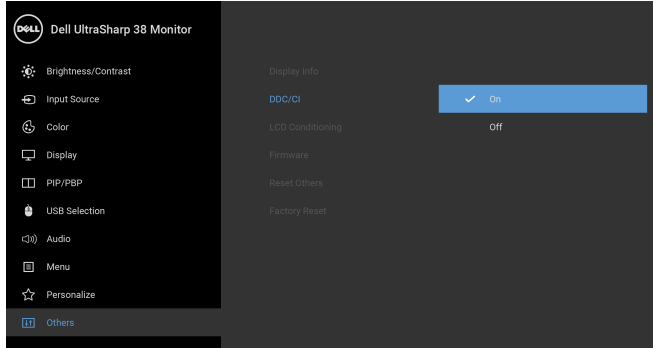 DELL Dell UltraSharp 38 Monitor
Brightness/Contrast
Input Source
Color
Display
PIP/PBP
USB Selection
Audio
Menu
Personalize
Others
Display Info
DDC/CI
LCD Conditioning
Firmware
Reset Others
Factory Reset
On
Off